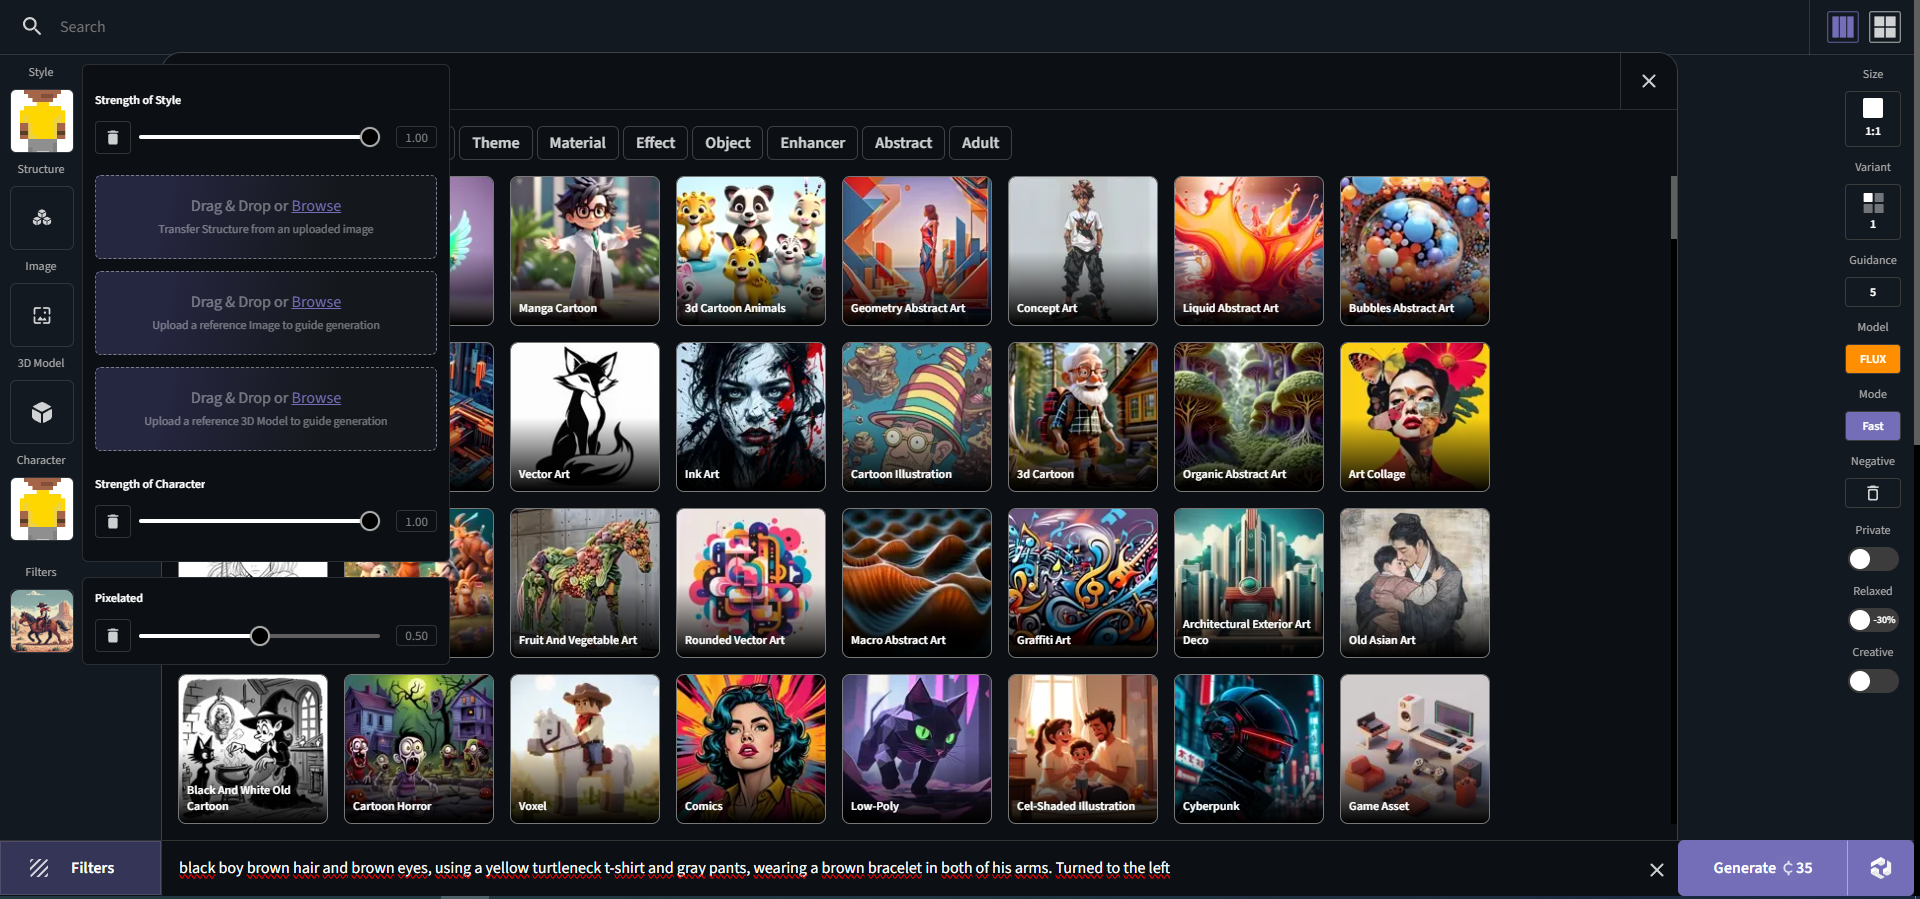 Search
Style
Structure
Image
3D Model
Character
Filters
Strength of Style
1.00
Drag & Drop or Browse
Transfer Structure from an uploaded image
Drag & Drop or Browse
Upload a reference Image to guide generation
Drag & Drop or Browse
Upload a reference 3D Model to guide generation
Strength of Character
1.00
Pixelated
0.50
Theme Material Effect Object Enhancer Abstract Adult
Manga Cartoon
3d Cartoon Animals
Geometry Abstract Art
Concept Art
Liquid Abstract Art
Bubbles Abstract Art
Vector Art
Ink Art
Cartoon Illustration
3d Cartoon
Organic Abstract Art
Art Collage
Fruit And Vegetable Art
Rounded Vector Art
Macro Abstract Art
Graffiti Art
Architectural Exterior Art
Deco
Old Asian Art
Black And White Old
Cartoon
Cartoon Horror
Voxel
Comics
Low-Poly
Cel-Shaded Illustration
Cyberpunk
Game Asset
Size
1:1
Variant
1
Guidance
5
Model
FLUX
Mode
Fast
Negative
Private
Relaxed
-30%
Creative
Filters
black boy brown hair and brown eyes, using a yellow turtleneck t-shirt and gray pants, wearing a brown bracelet in both of his arms. Turned to the left
Generate ₵ 35